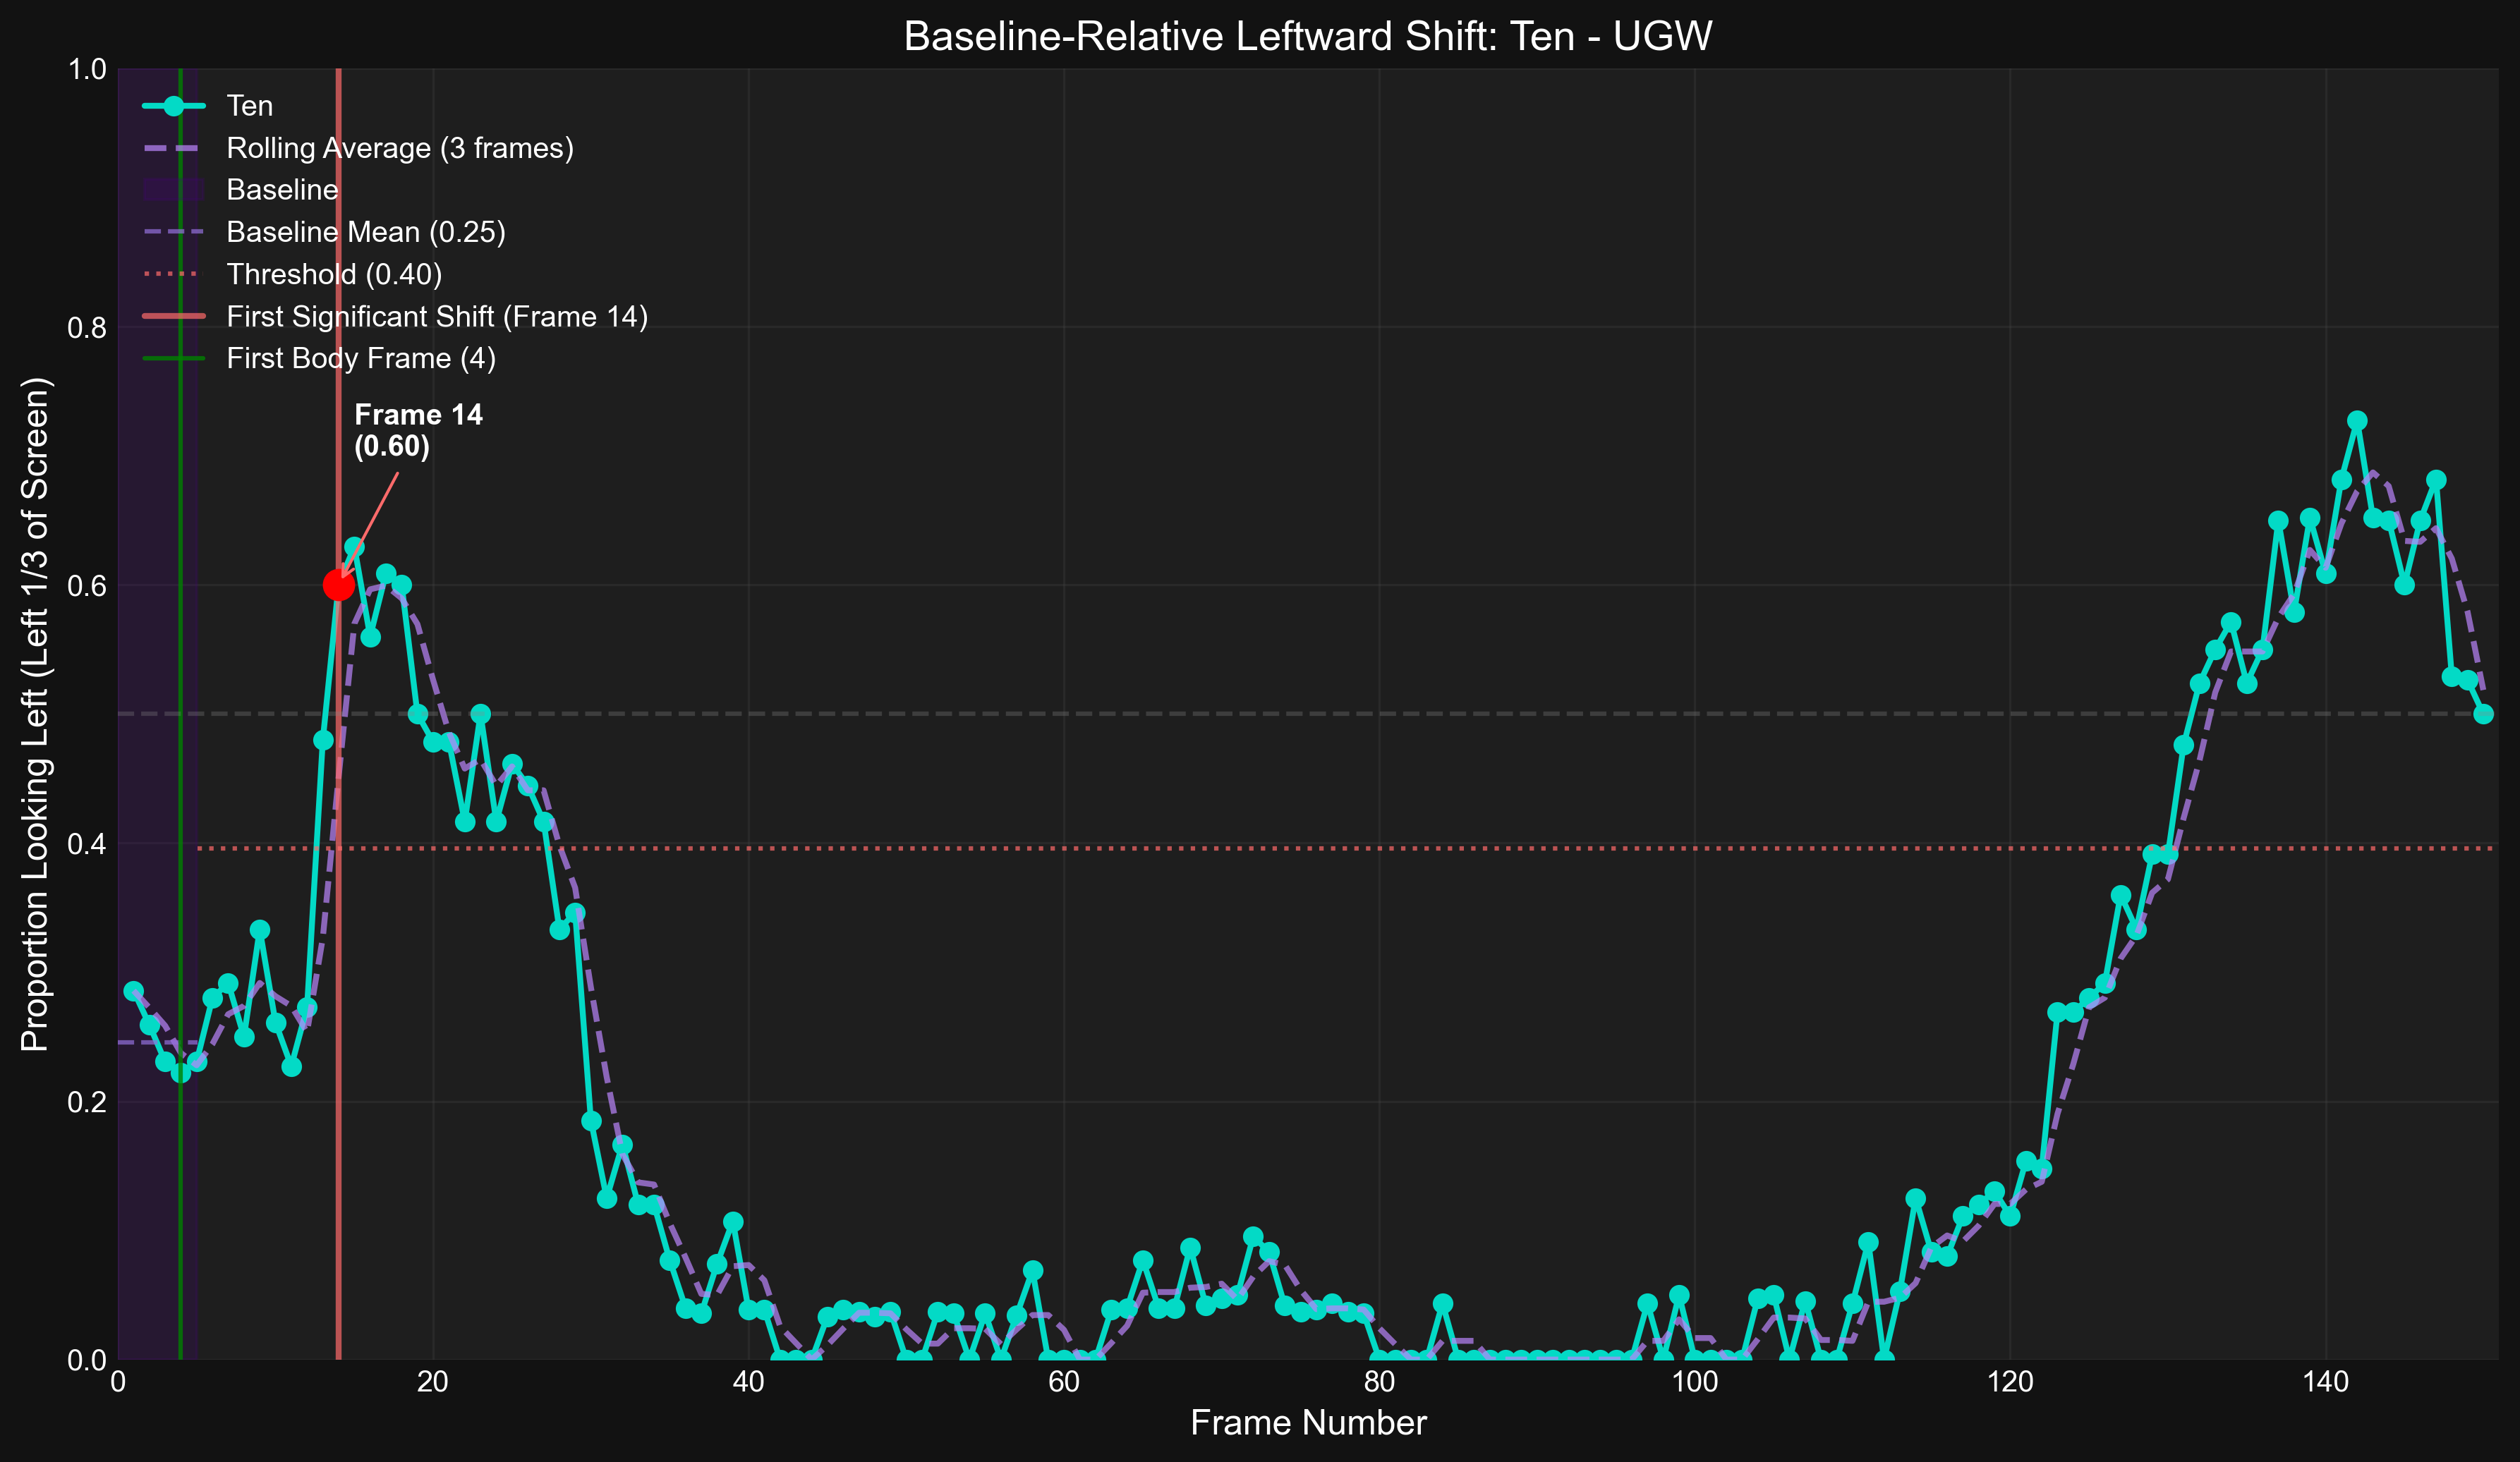 Baseline-Relative Leftward Shift: Ten - UGW
1.0
0.8
0.6
0.4
0.2
0.0
Proportion Looking Left (Left 1/3 of Screen)
Ten
Rolling Average (3 frames)
Baseline
Baseline Mean (0.25)
Threshold (0.40)
First Significant Shift (Frame 14)
First Body Frame (4)
Frame 14
(0.60)
0 20 40 60 80 100 120 140
Frame Number